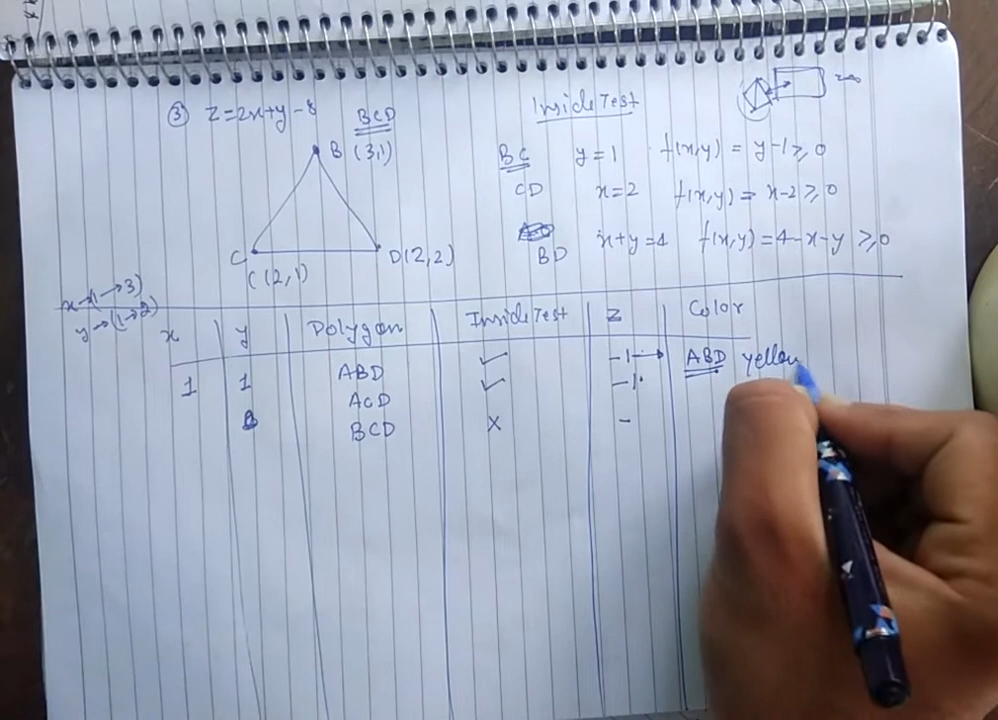 ③ Z=2x+y-8 BCD
B (3,1)
C
C(2,1)
D(2,2)
Inside Test
BC y=1 f(x,y) = y-1≥0
CD x=2 f(x,y) = x-2≥0
BD x+y=4 f(x,y)=4-x-y≥0
x→(1→3)
y→(1→2)
x y Polygon Inside Test Z Color
1 1 ABD ✓ -1→ ABD yellow
ACD ✓ -1
BCD X -